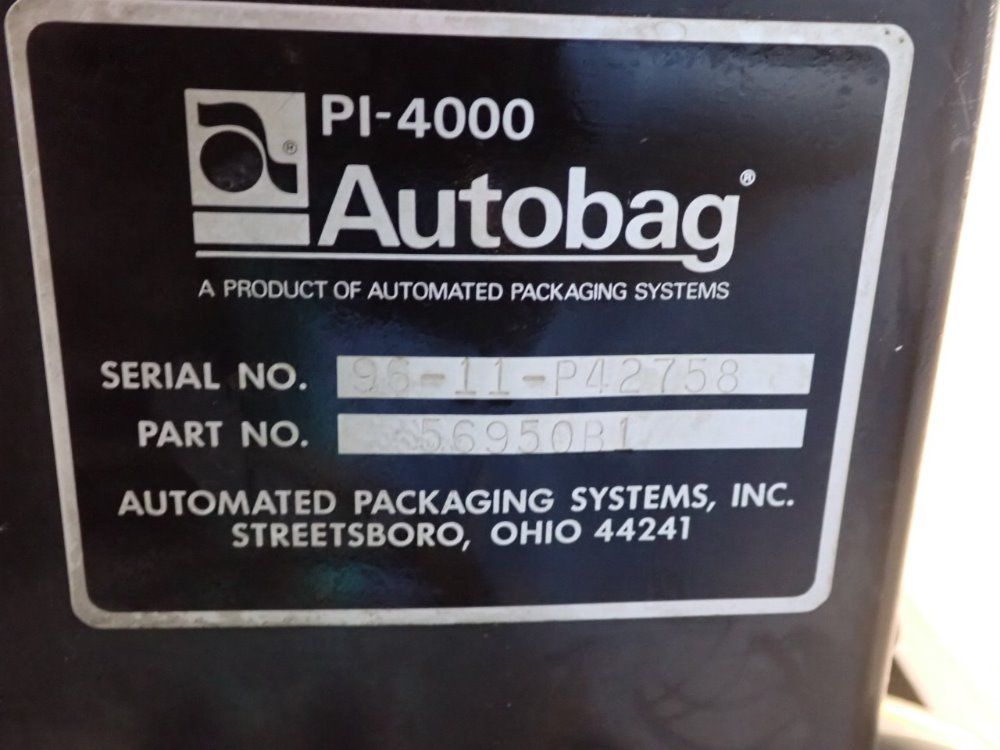 PI-4000
Autobag®
A PRODUCT OF AUTOMATED PACKAGING SYSTEMS
SERIAL NO. 96-11-P42758
PART NO. 56950B1
AUTOMATED PACKAGING SYSTEMS, INC.
STREETSBORO, OHIO 44241